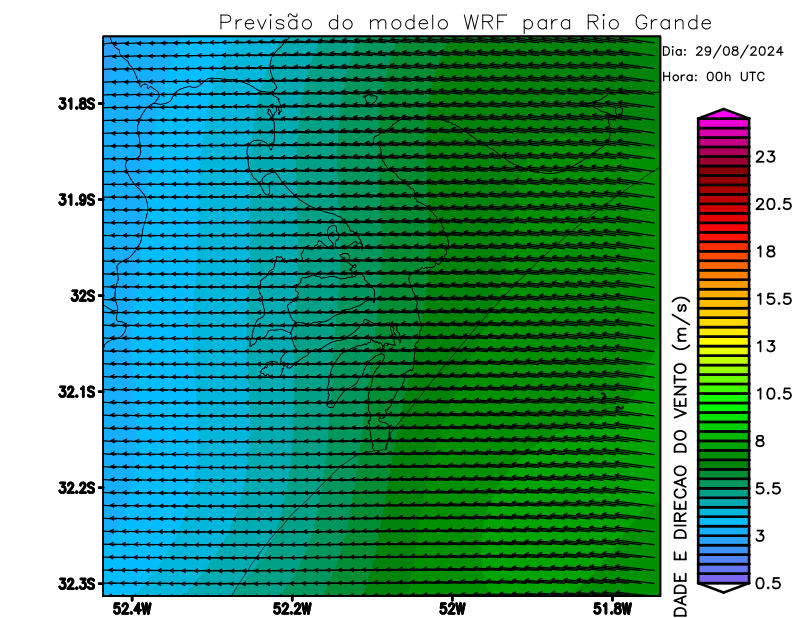 Previsão do modelo WRF para Rio Grande
Dia: 29/08/2024
Hora: 00h UTC
31.8S
31.9S
32S
32.1S
32.2S
32.3S
52.4W
52.2W
52W
51.8W
23
20.5
18
15.5
13
10.5
8
5.5
3
0.5
DADE E DIRECAO DO VENTO (m/s)